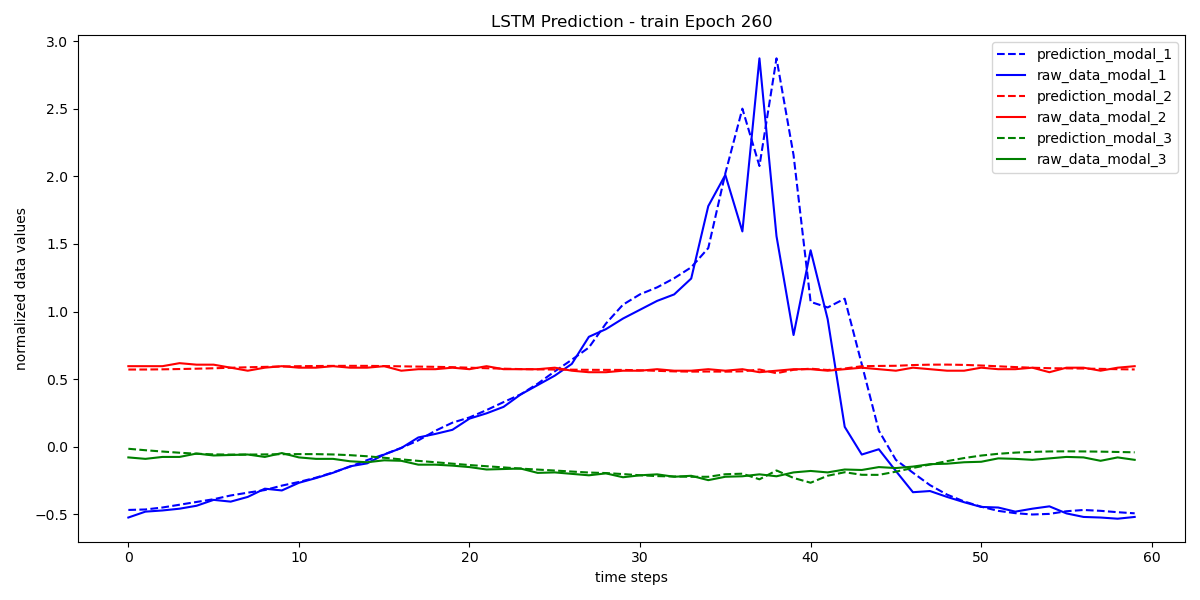 LSTM Prediction - train Epoch 260
3.0
2.5
2.0
1.5
1.0
0.5
0.0
−0.5
normalized data values
prediction_modal_1
raw_data_modal_1
prediction_modal_2
raw_data_modal_2
prediction_modal_3
raw_data_modal_3
0 10 20 30 40 50 60
time steps